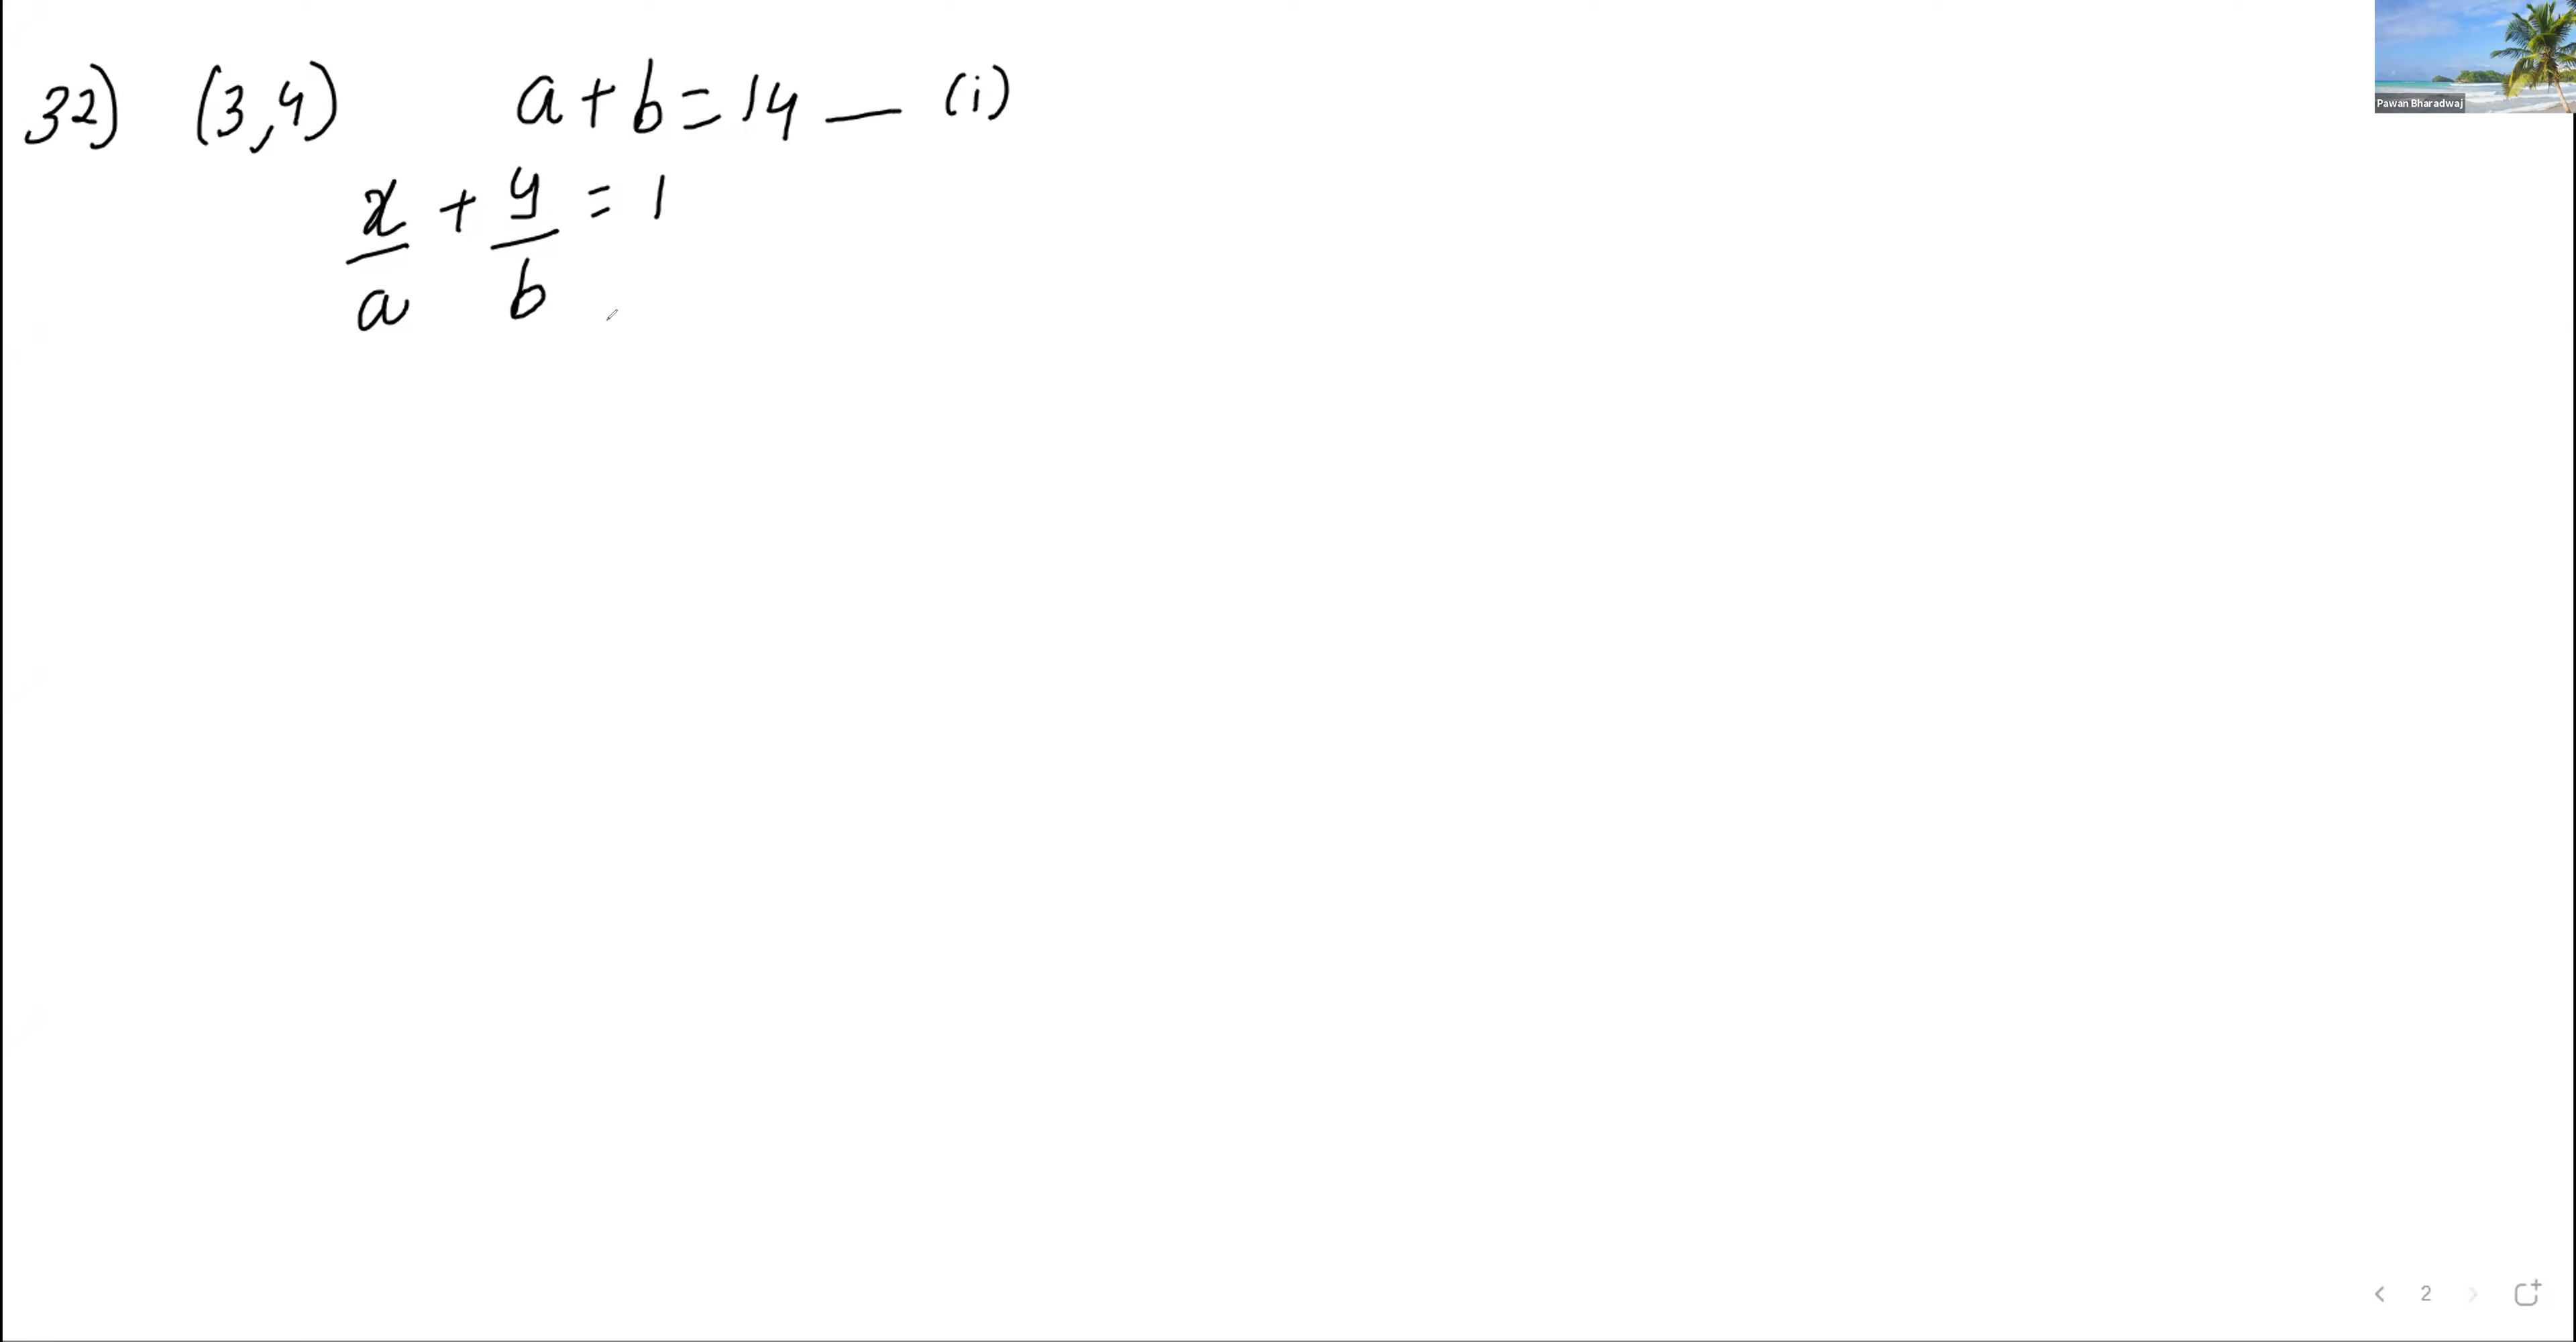 32) (3,4) a+b=14 — (i)
x/a + y/b = 1
Pawan Bharadwaj
2